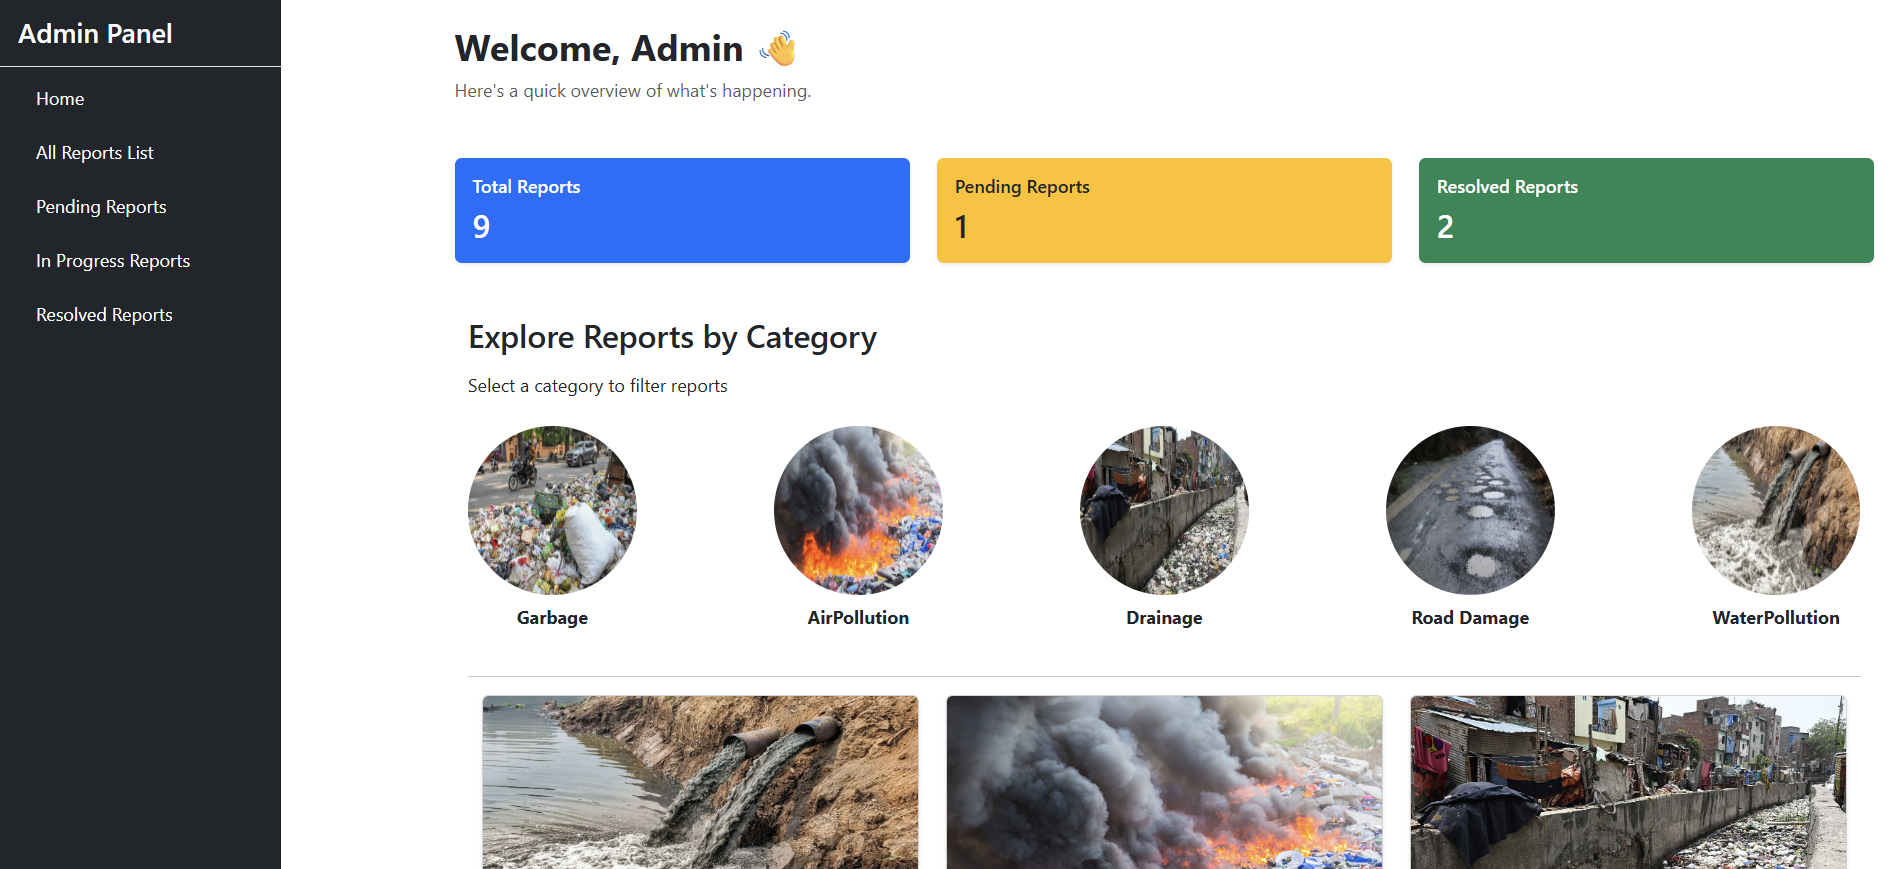 Admin Panel
Home
All Reports List
Pending Reports
In Progress Reports
Resolved Reports
Welcome, Admin 👋
Here's a quick overview of what's happening.
Total Reports
9
Pending Reports
1
Resolved Reports
2
Explore Reports by Category
Select a category to filter reports
Garbage
AirPollution
Drainage
Road Damage
WaterPollution